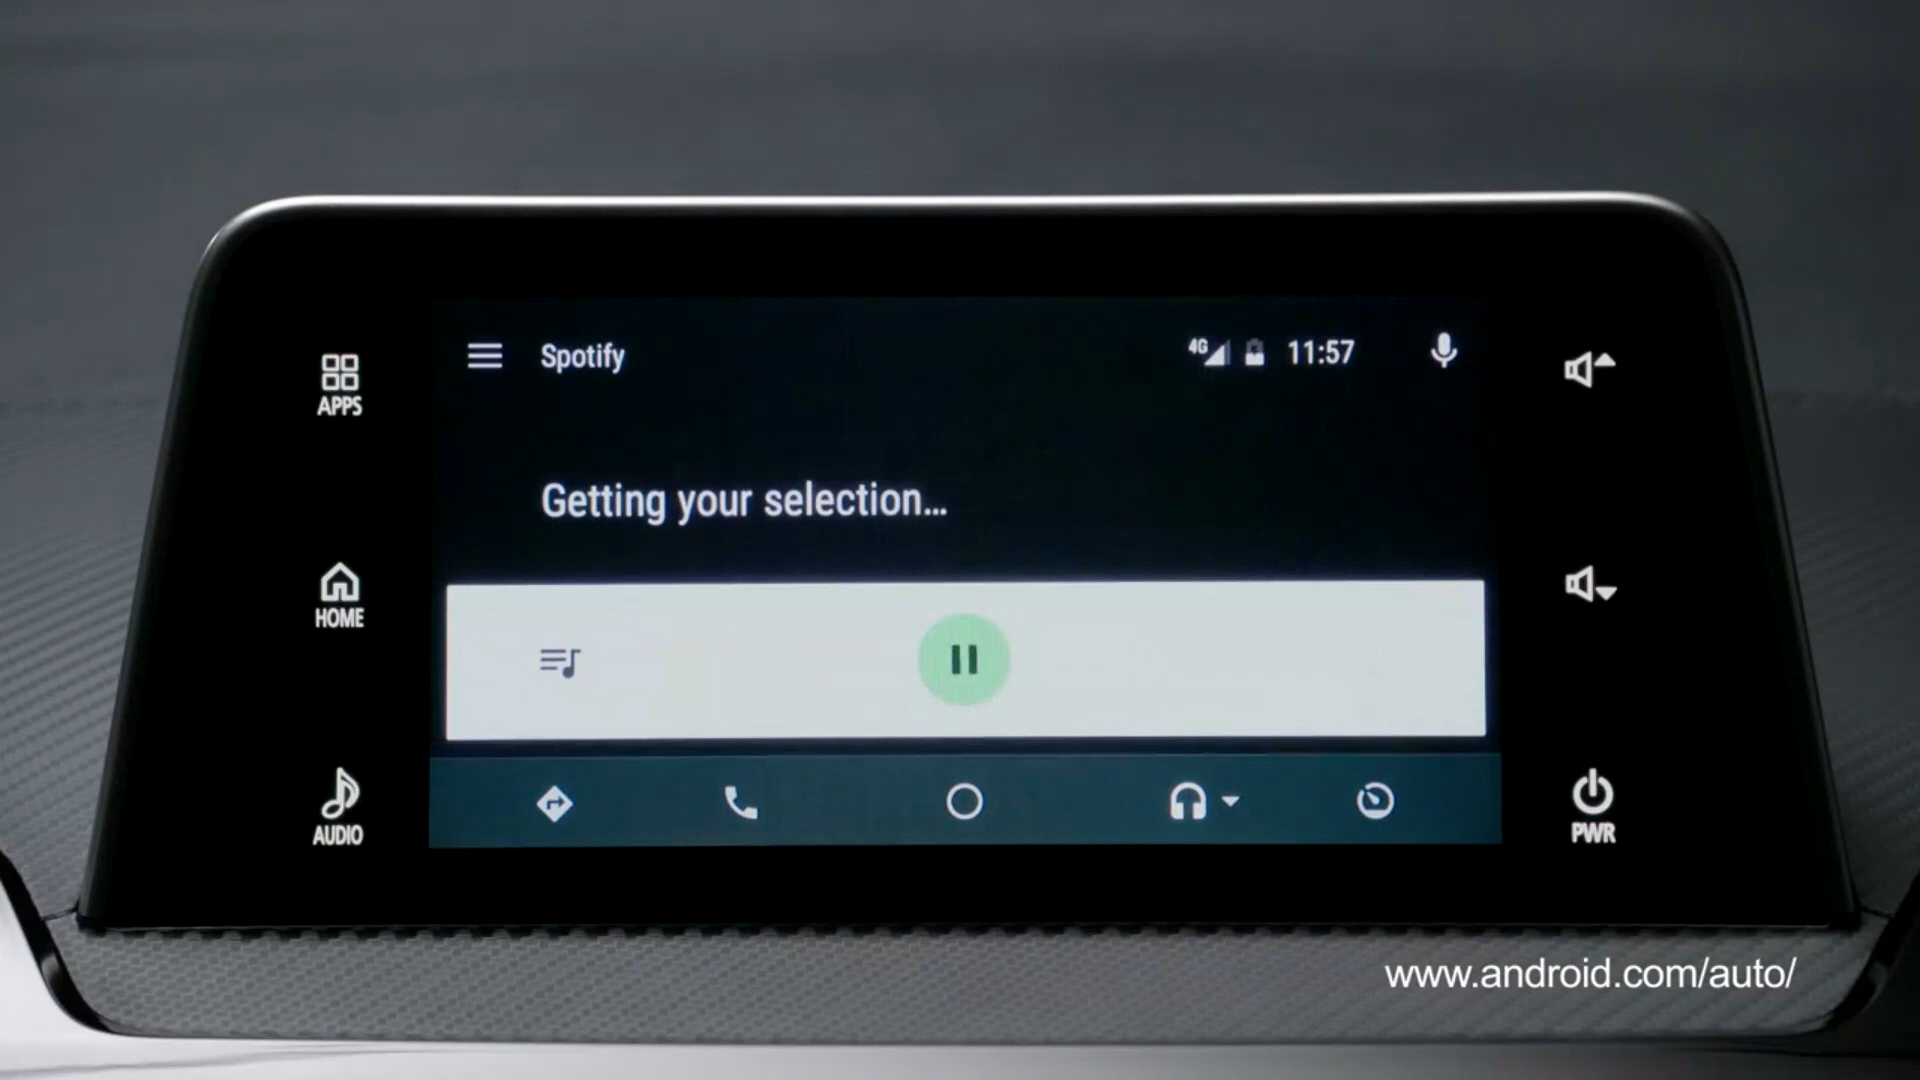 Spotify
4G
11:57
APPS
Getting your selection...
HOME
AUDIO
PWR
www.android.com/auto/